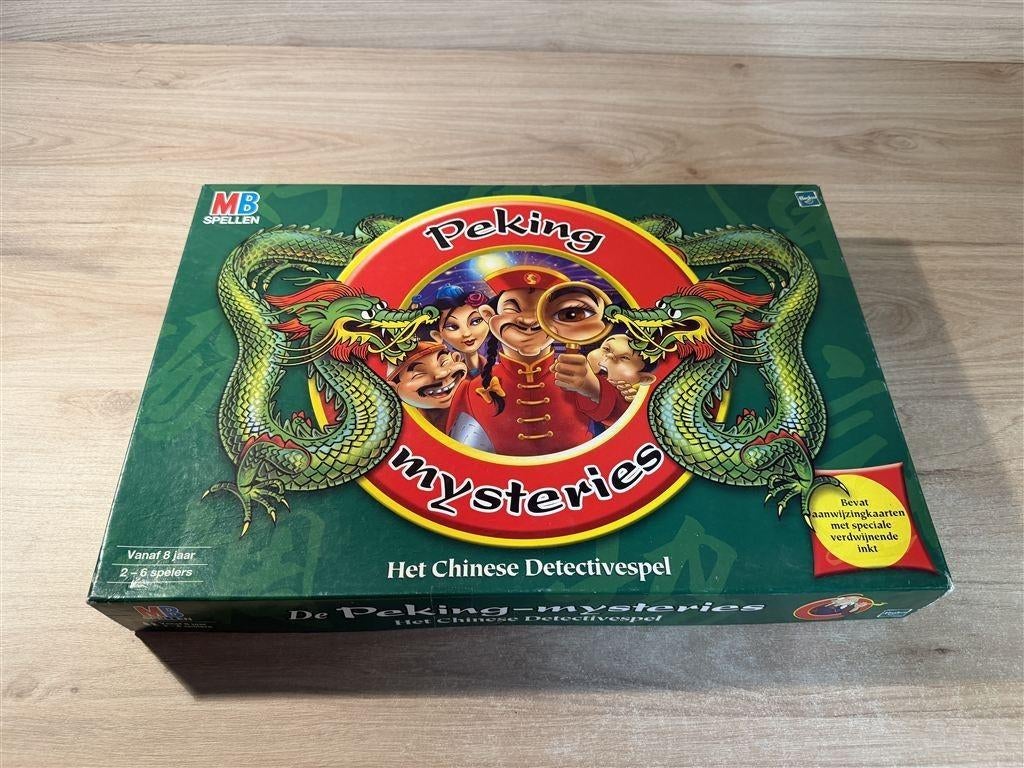 MB
SPELLEN
Hasbro
Peking
mysteries
Bevat
aanwijzingkaarten
met speciale
verdwijnende
inkt
Vanaf 8 jaar
2 - 6 spelers
Het Chinese Detectivespel
MB
De Peking-mysteries
Het Chinese Detectivespel